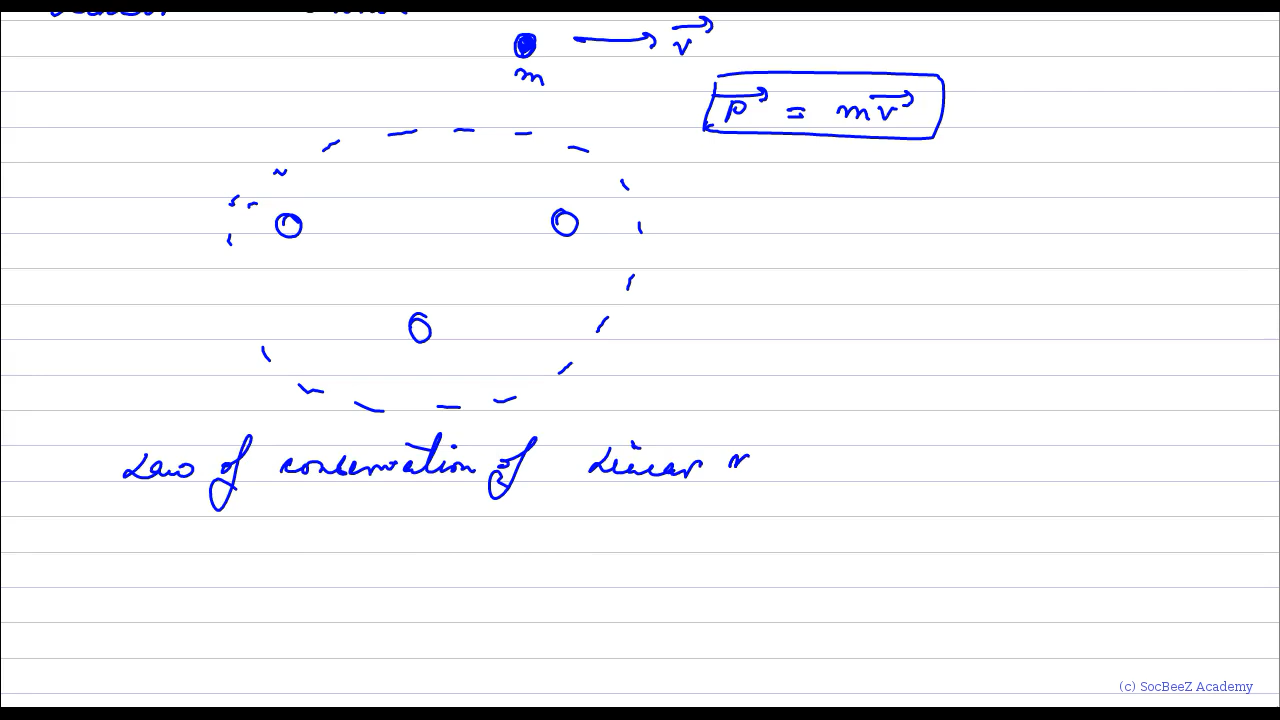 m → v⃗
p⃗ = mv⃗
Law of conservation of Linear m
(c) SocBeeZ Academy